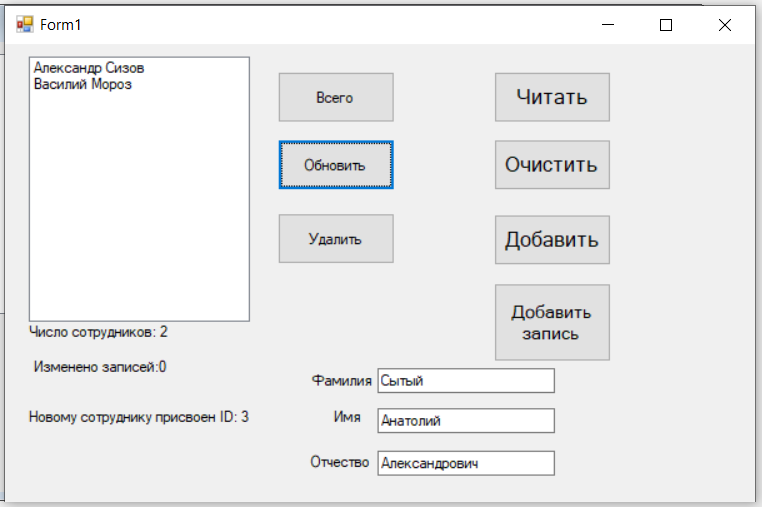 Form1
Александр Сизов
Василий Мороз
Всего
Читать
Обновить
Очистить
Удалить
Добавить
Добавить
запись
Число сотрудников: 2
Изменено записей:0
Фамилия Сытый
Новому сотруднику присвоен ID: 3
Имя Анатолий
Отчество Александрович